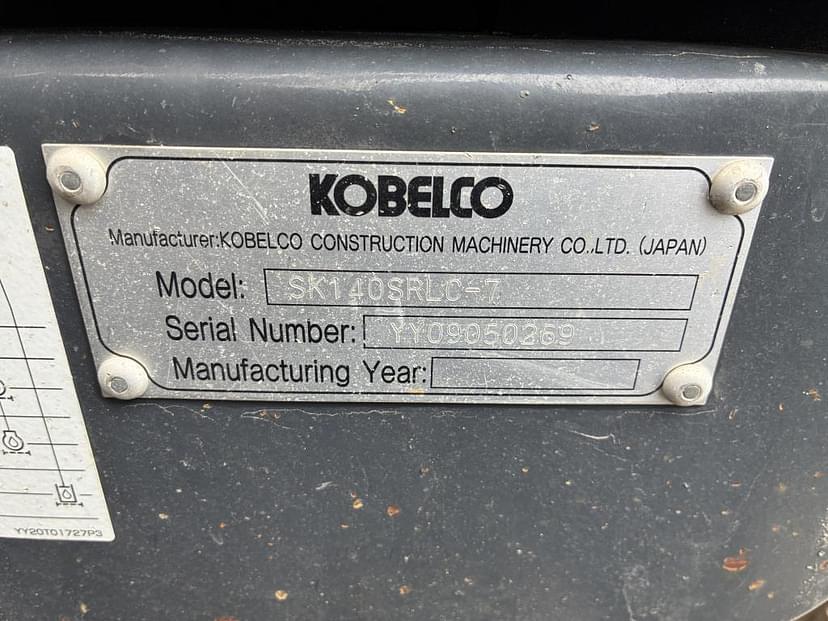 KOBELCO
Manufacturer:KOBELCO CONSTRUCTION MACHINERY CO.,LTD. (JAPAN)
Model: SK140SRLC-7
Serial Number: YY09050269
Manufacturing Year:
YY20T01727P3